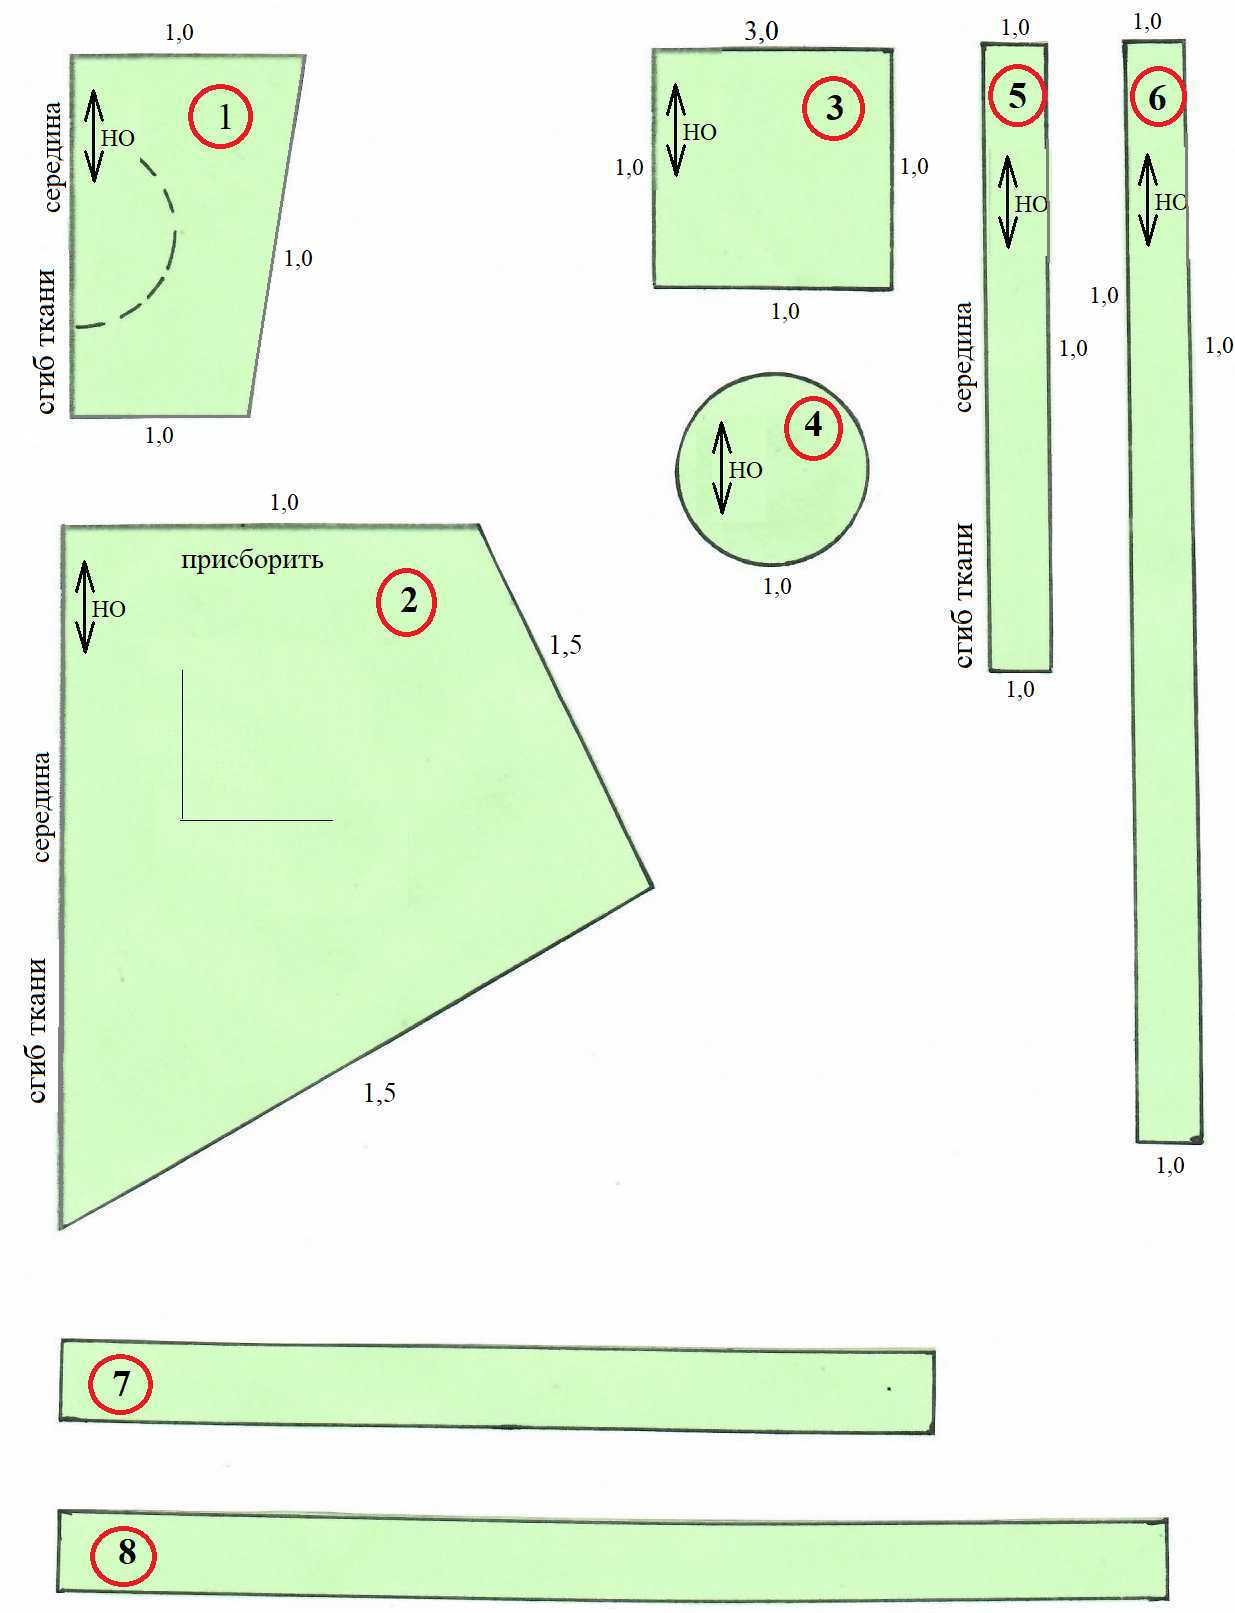 1,0
1
НО
середина
сгиб ткани
1,0
1,0
3,0
3
НО
1,0
1,0
1,0
4
НО
1,0
1,0
5
НО
середина
сгиб ткани
1,0
1,0
1,0
6
НО
1,0
1,0
1,0
1,0
присборить
2
НО
1,5
середина
сгиб ткани
1,5
7
8